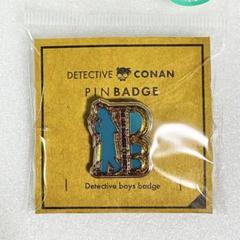 DETECTIVE CONAN
PIN BADGE
B
Detective boys badge